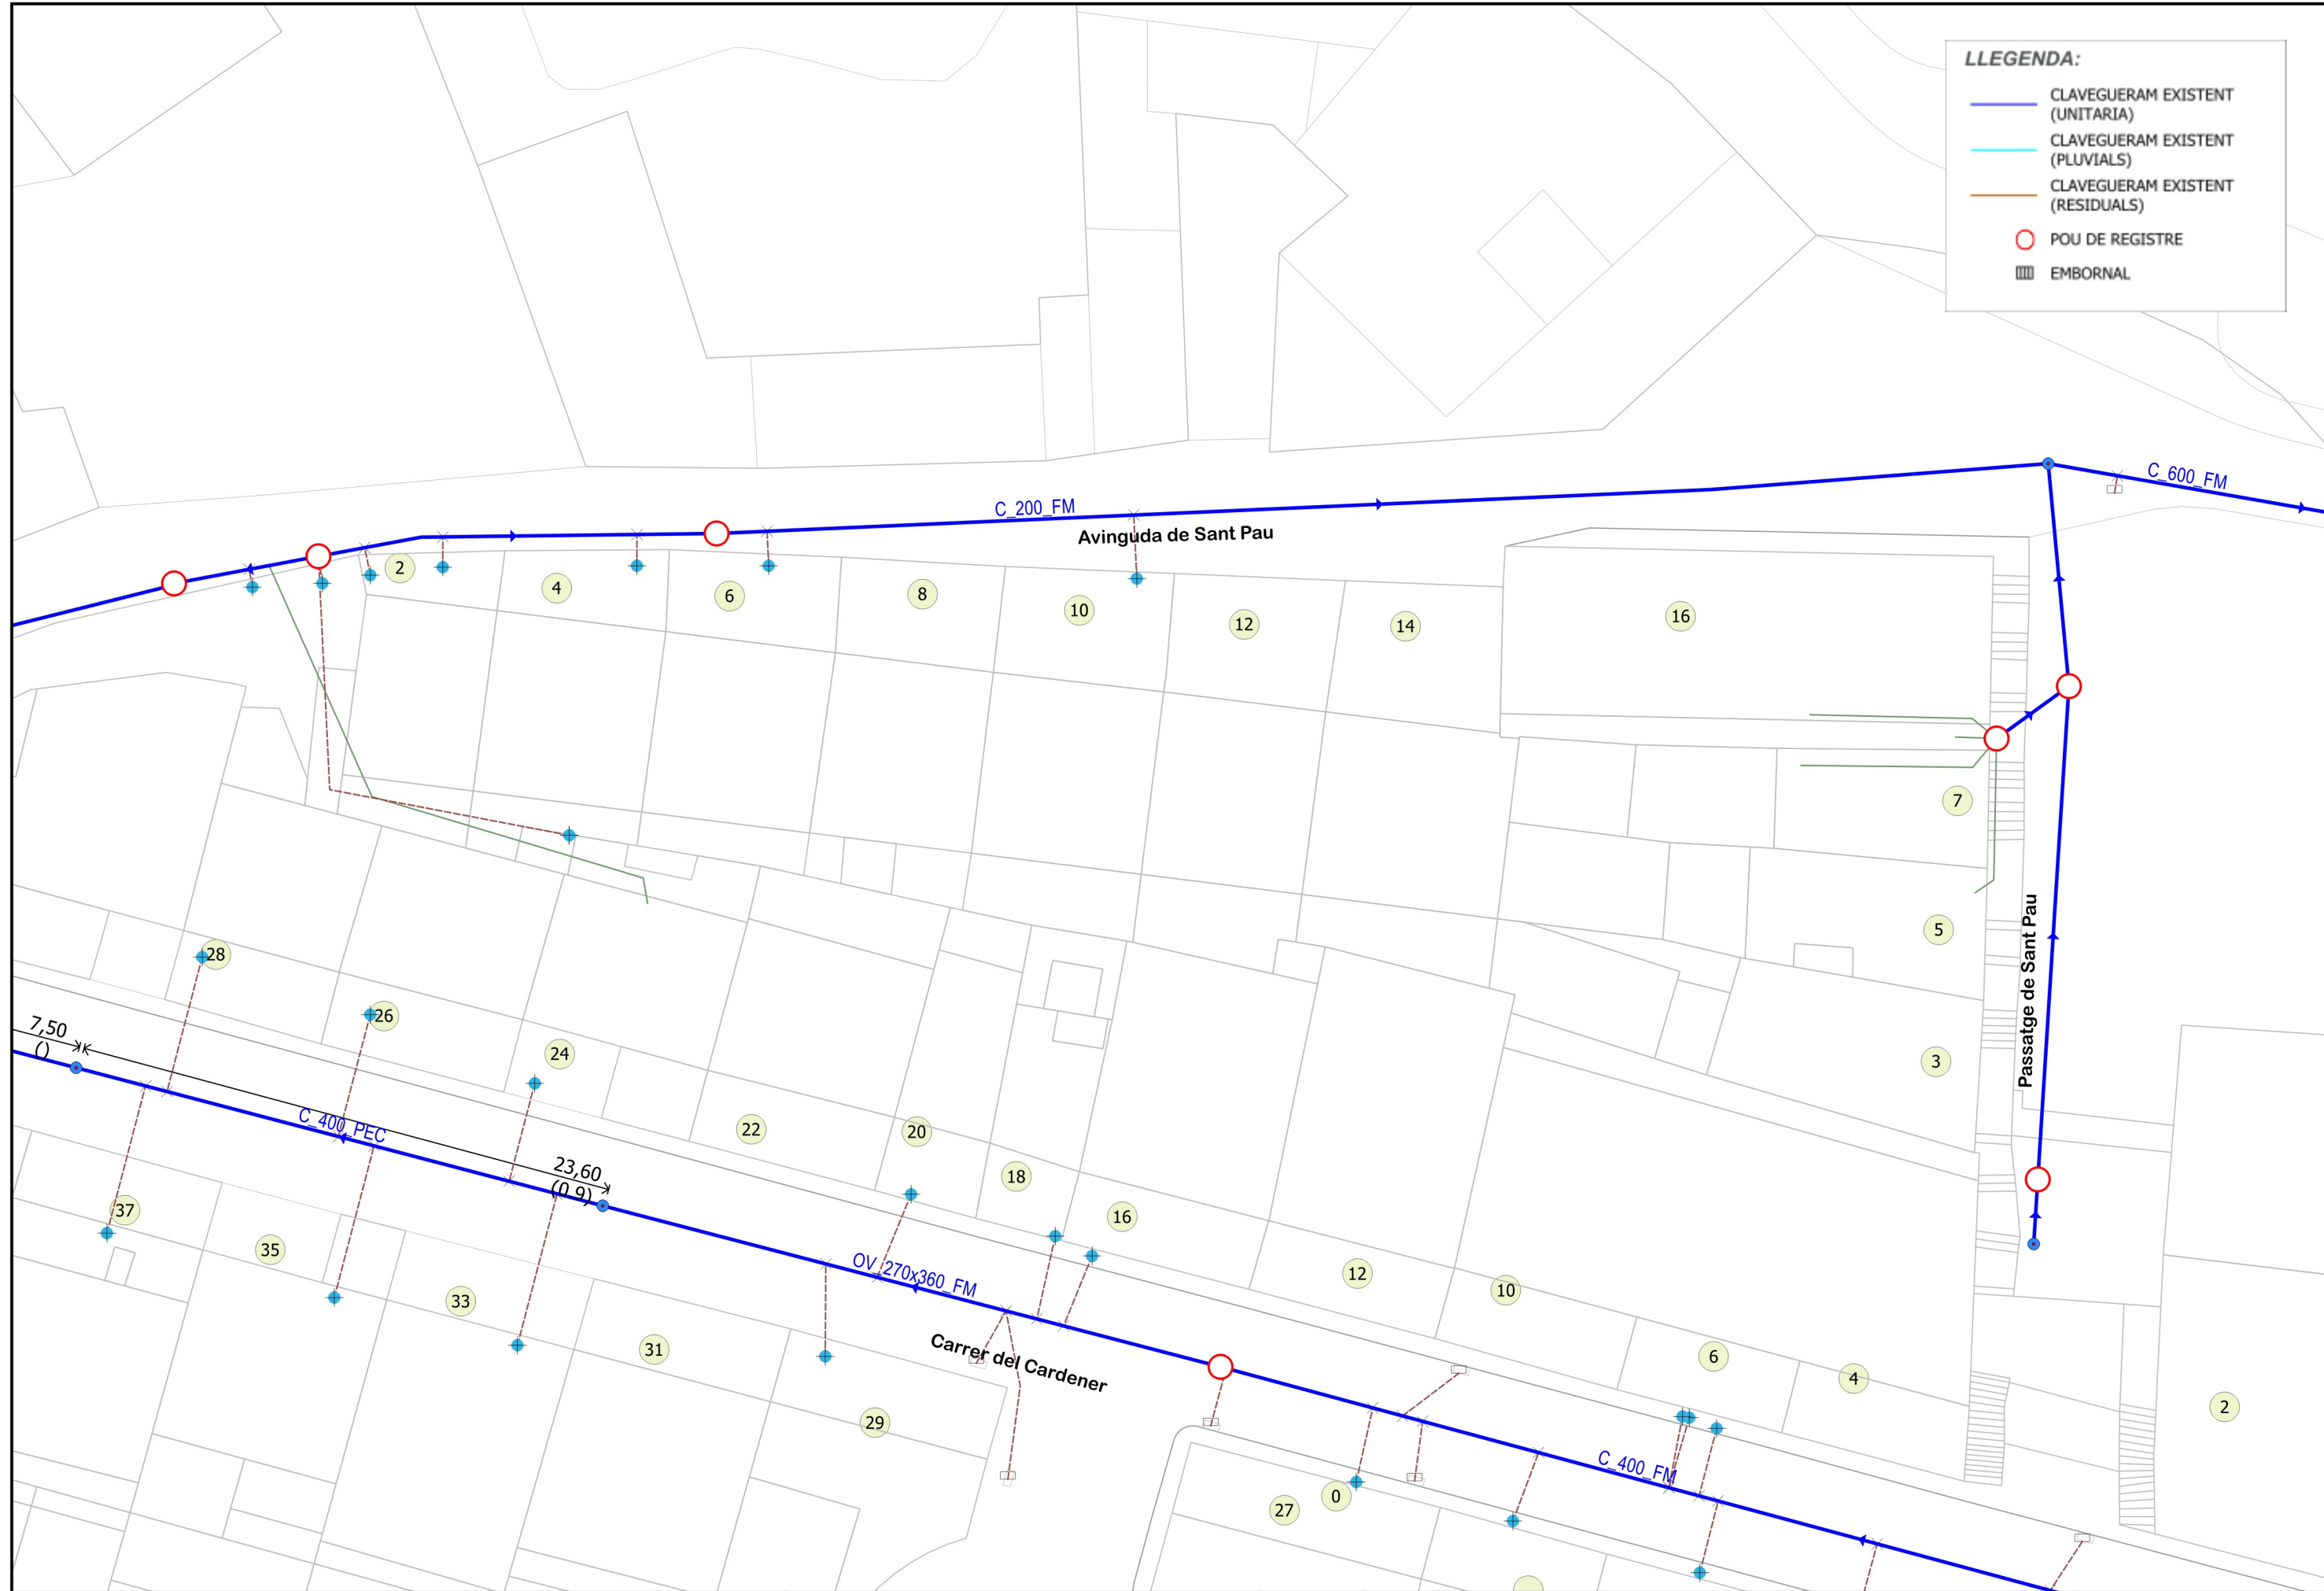 LLEGENDA:
CLAVEGUERAM EXISTENT
(UNITARIA)
CLAVEGUERAM EXISTENT
(PLUVIALS)
CLAVEGUERAM EXISTENT
(RESIDUALS)
POU DE REGISTRE
EMBORNAL
C_600_FM
C_200_FM
Avinguda de Sant Pau
2
4
6
8
10
12
14
16
7
5
3
Passatge de Sant Pau
28
26
24
22
20
18
16
12
10
6
4
2
7,50
()
C_400_PEC
23,60
(0.9)
OV_270x360_FM
Carrer del Cardener
C_400_FM
37
35
33
31
29
27
0